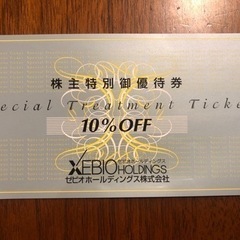 株主特別御優待券
pecial Treatment Ticke
10%OFF
XEBIO ゼビオホールディングス
HOLDINGS
ゼビオホールディングス株式会社